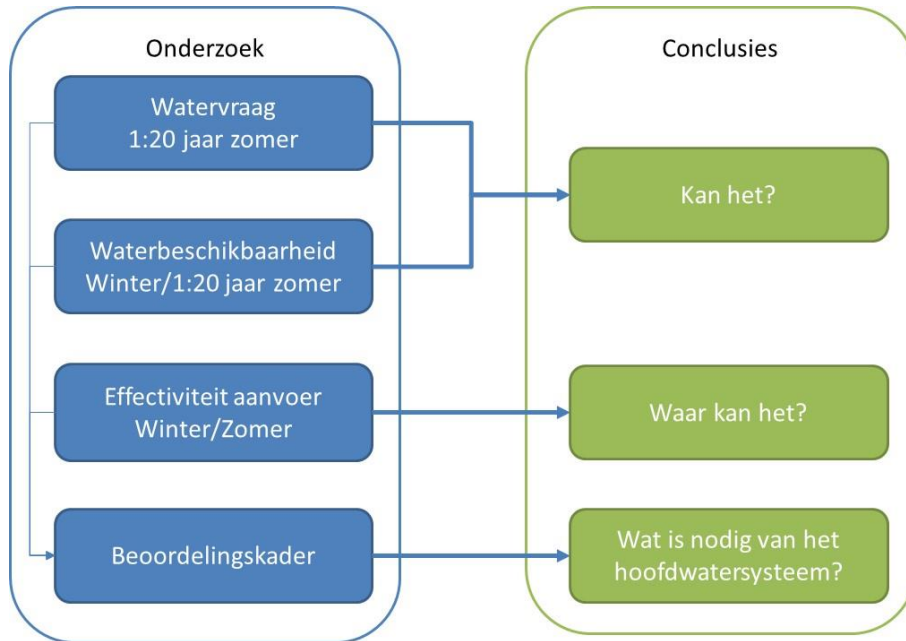 Onderzoek
Watervraag
1:20 jaar zomer
Waterbeschikbaarheid
Winter/1:20 jaar zomer
Effectiviteit aanvoer
Winter/Zomer
Beoordelingskader
Conclusies
Kan het?
Waar kan het?
Wat is nodig van het
hoofdwatersysteem?